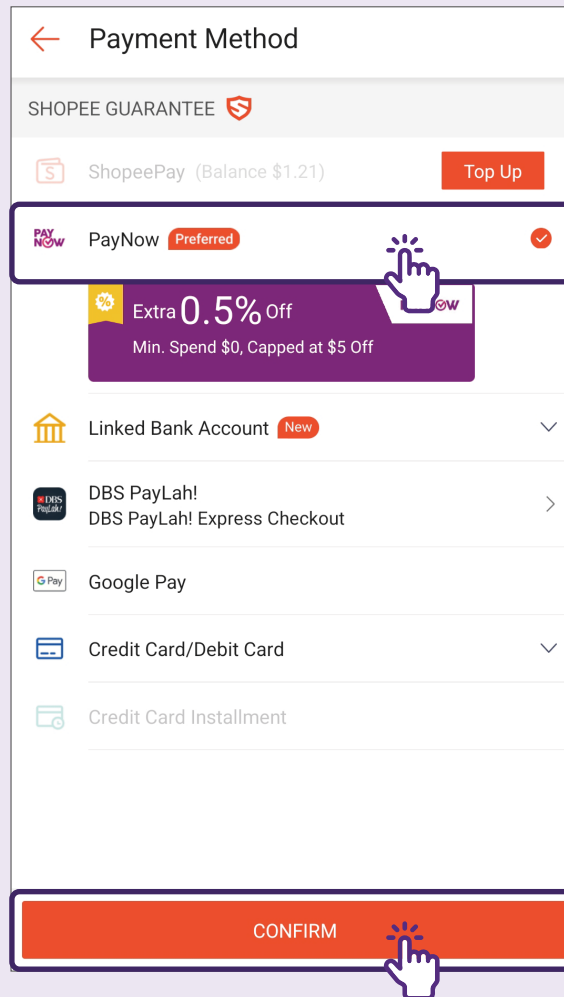 Payment Method
SHOPEE GUARANTEE
S
ShopeePay (Balance $1.21)
Top Up
PAY
NOW
PayNow Preferred
%
Extra 0.5% Off
Min. Spend $0, Capped at $5 Off
Linked Bank Account New
DBS PayLah!
DBS
PayLah!
DBS PayLah! Express Checkout
G Pay
Google Pay
Credit Card/Debit Card
Credit Card Installment
CONFIRM